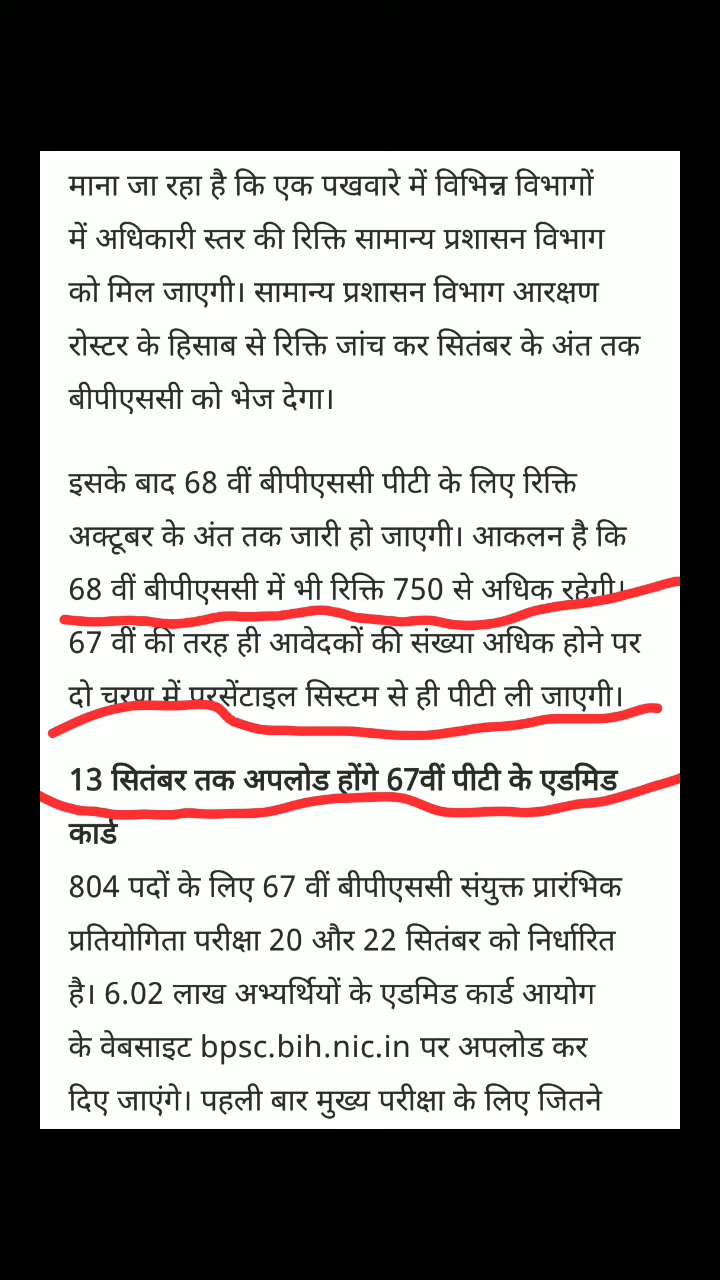 माना जा रहा है कि एक पखवारे में विभिन्न विभागों
में अधिकारी स्तर की रिक्ति सामान्य प्रशासन विभाग
को मिल जाएगी। सामान्य प्रशासन विभाग आरक्षण
रोस्टर के हिसाब से रिक्ति जांच कर सितंबर के अंत तक
बीपीएससी को भेज देगा।
इसके बाद 68 वीं बीपीएससी पीटी के लिए रिक्ति
अक्टूबर के अंत तक जारी हो जाएगी। आकलन है कि
68 वीं बीपीएससी में भी रिक्ति 750 से अधिक रहेगी।
67 वीं की तरह ही आवेदकों की संख्या अधिक होने पर
दो चरण में परसेंटाइल सिस्टम से ही पीटी ली जाएगी।
13 सितंबर तक अपलोड होंगे 67वीं पीटी के एडमिड
कार्ड
804 पदों के लिए 67 वीं बीपीएससी संयुक्त प्रारंभिक
प्रतियोगिता परीक्षा 20 और 22 सितंबर को निर्धारित
है। 6.02 लाख अभ्यर्थियों के एडमिड कार्ड आयोग
के वेबसाइट bpsc.bih.nic.in पर अपलोड कर
दिए जाएंगे। पहली बार मुख्य परीक्षा के लिए जितने